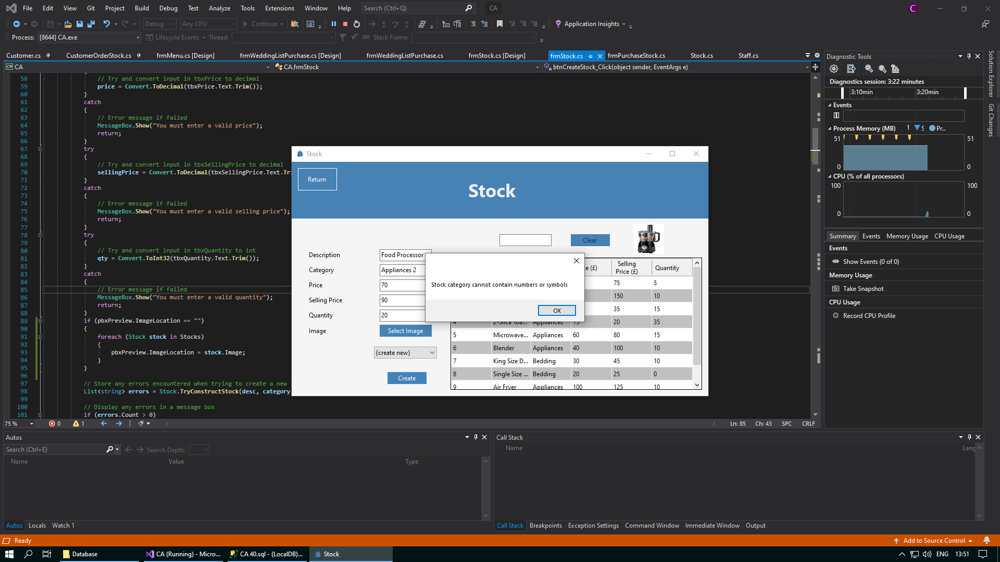 File Edit View Git Project Build Debug Test Analyze Tools Extensions Window Help Search (Ctrl+Q) CA C
Debug Any CPU Continue Application Insights
Process: [8644] CA.exe Lifecycle Events Thread: Stack Frame:
Customer.cs CustomerOrderStock.cs frmMenu.cs [Design] frmWeddingListPurchase.cs [Design] frmWeddingListPurchase.cs frmStock.cs [Design] frmStock.cs frmPurchaseStock.cs Stock.cs Staff.cs
CA CA.frmStock btnCreateStock_Click(object sender, EventArgs e)
58 // Try and convert input in tbxPrice to decimal
59 price = Convert.ToDecimal(tbxPrice.Text.Trim());
60 }
61 catch
62 {
63 // Error message if failed
64 MessageBox.Show("You must enter a valid price");
65 return;
66 }
67 try
68 {
69 // Try and convert input in tbxSellingPrice to decimal
70 sellingPrice = Convert.ToDecimal(tbxSellingPrice.Text.Tri
71 }
72 catch
73 {
74 // Error message if failed
75 MessageBox.Show("You must enter a valid selling price");
76 return;
77 }
78 try
79 {
80 // Try and convert input in tbxQuantity to int
81 qty = Convert.ToInt32(tbxQuantity.Text.Trim());
82 }
83 catch
84 {
85 // Error message if failed
86 MessageBox.Show("You must enter a valid quantity");
87 return;
88 }
89 if (pbxPreview.ImageLocation == "")
90 {
91 foreach (Stock stock in Stocks)
92 {
93 pbxPreview.ImageLocation = stock.Image;
94 }
95 }
96
97 // Store any errors encountered when trying to create a new
98 List<string> errors = Stock.TryConstructStock(desc, category,
99
100 // Display any errors in a message box
101 if (errors.Count > 0)
75 % 0 1 Ln: 85 Ch: 43 SPC CRLF
Stock
Return
Stock
Clear
Description Food Processor
Category Appliances 2
Price 70
Selling Price 90
Quantity 20
Image Select Image
{create new}
Create
Stock category cannot contain numbers or symbols
OK
ce (£) Selling Price (£) Quantity
75 5
150 10
35 15
4 2-Slice Toa... Appliances 15 20 35
5 Microwave... Appliances 60 80 15
6 Blender Appliances 40 100 10
7 King Size D... Bedding 30 45 10
8 Single Size ... Bedding 20 25 0
9 Air Fryer Appliances 100 125 10
Diagnostic Tools
Diagnostics session: 3:22 minutes
3:10min 3:20min
Events
Process Memory (MB) S Pr...
51 51
0 0
CPU (% of all processors)
100 100
0 0
Summary Events Memory Usage CPU Usage
Events
Show Events (0 of 0)
Memory Usage
Take Snapshot
CPU Usage
Record CPU Profile
Solution Explorer
Git Changes
Autos
Search (Ctrl+E) Search Depth:
Name Value Type
Autos Locals Watch 1
Call Stack
Name Lang
Call Stack Breakpoints Exception Settings Command Window Immediate Window Output
Ready Add to Source Control
Database CA (Running) - Micro... CA 40.sql - (LocalDB)... Stock ENG 13:51